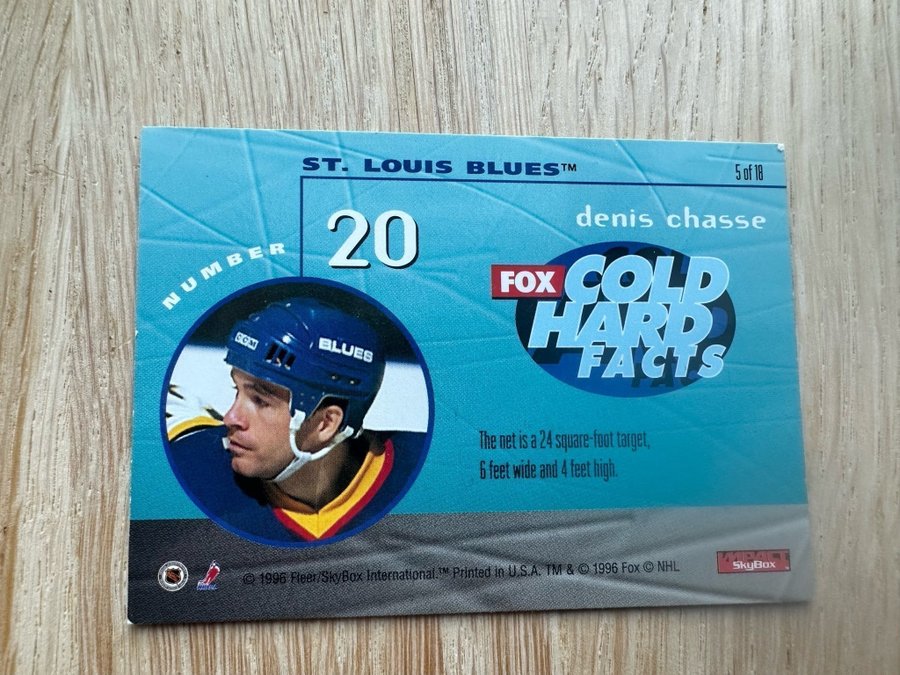 ST. LOUIS BLUES™
5 of 18
NUMBER
20
denis chasse
FOX
COLD
HARD
FACTS
CCM
BLUES
The net is a 24 square-foot target,
6 feet wide and 4 feet high.
© 1996 Fleer/SkyBox International.™ Printed in U.S.A. TM & © 1996 Fox © NHL
IMPACT
SkyBox